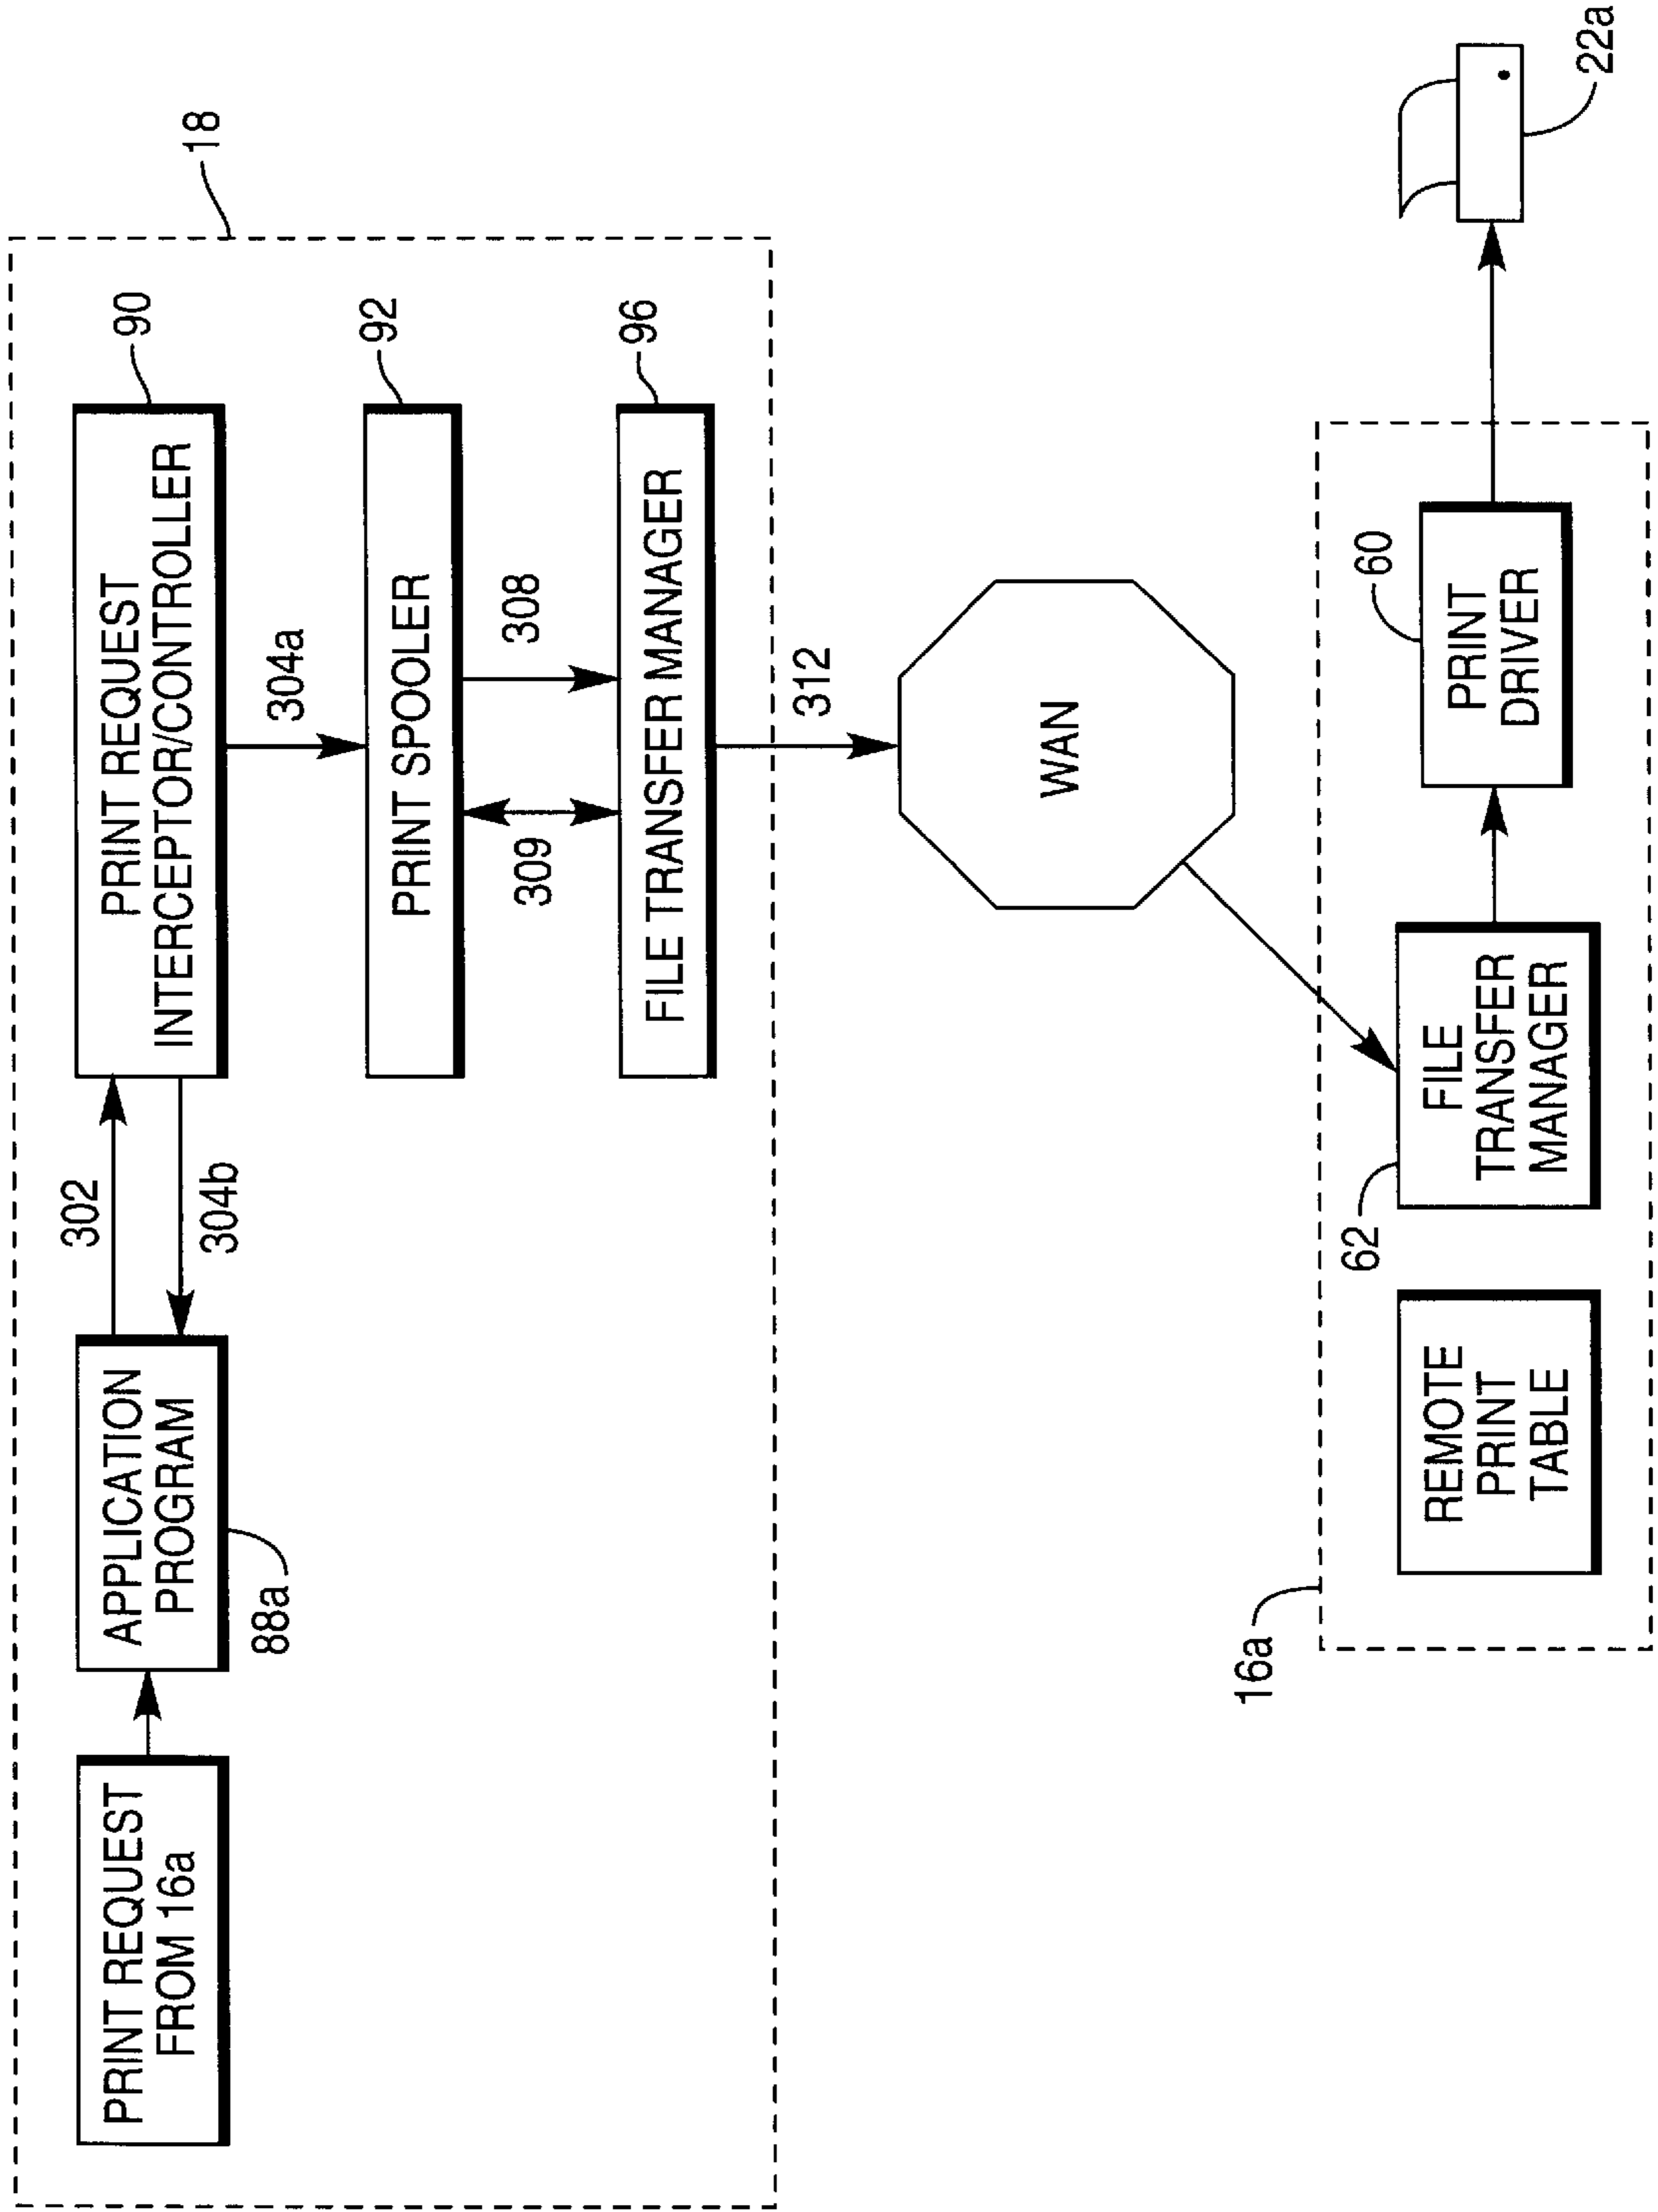 18
PRINT REQUEST
FROM 16a
APPLICATION
PROGRAM
88a
302
304b
PRINT REQUEST
INTERCEPTOR/CONTROLLER
90
304a
PRINT SPOOLER
92
309
308
FILE TRANSFER MANAGER
96
312
WAN
16a
REMOTE
PRINT
TABLE
62
FILE
TRANSFER
MANAGER
60
PRINT
DRIVER
22a